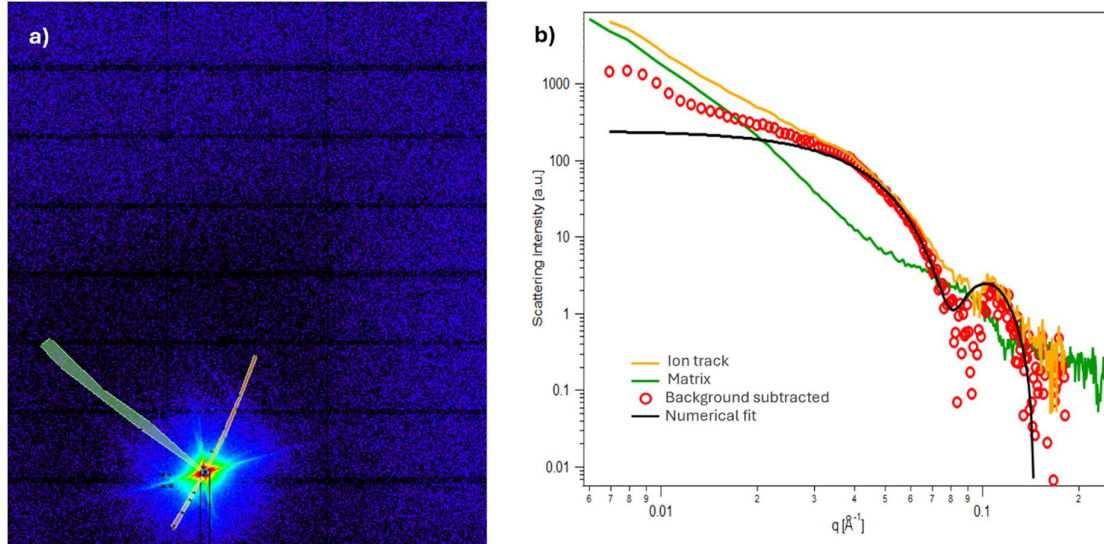 a)
b)
Scattering Intensity [a.u.]
1000
100
10
1
0.1
0.01
Ion track
Matrix
Background subtracted
Numerical fit
6 7 8 9 0.01 2 3 4 5 6 7 8 9 0.1 2
q [Å⁻¹]